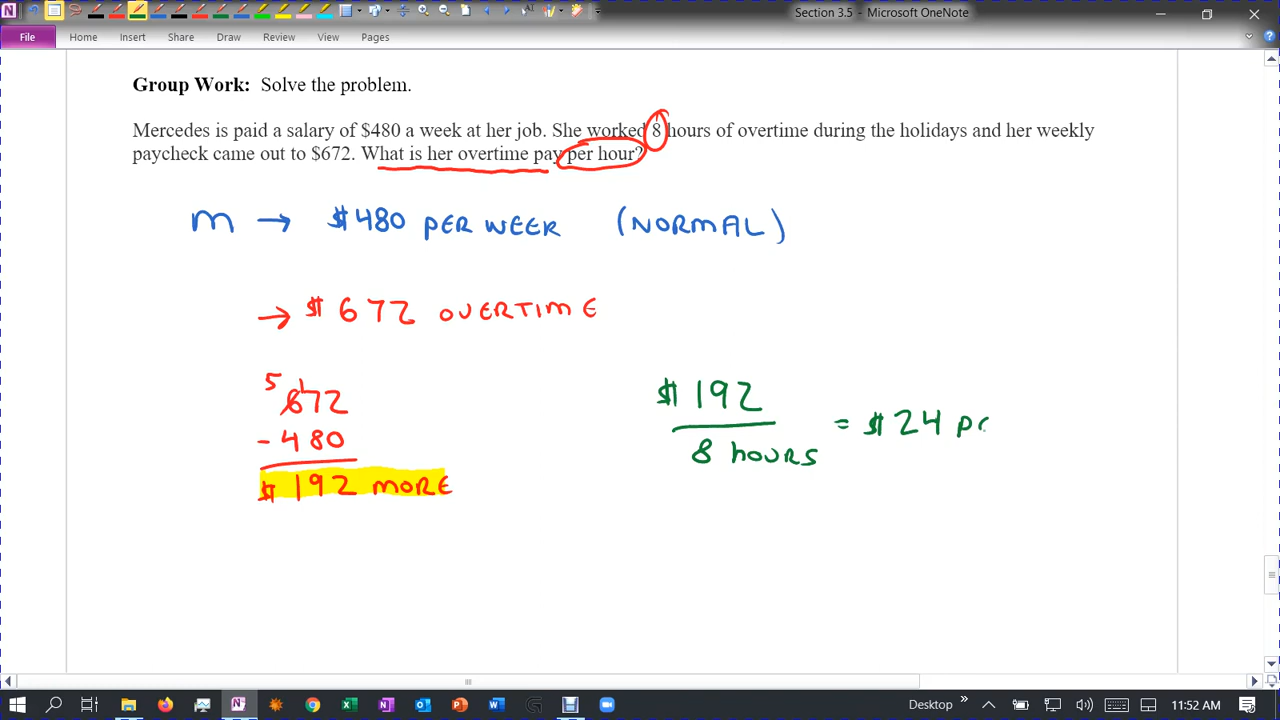 Section 3.5 - Microsoft OneNote
File Home Insert Share Draw Review View Pages
Group Work: Solve the problem.
Mercedes is paid a salary of $480 a week at her job. She worked 8 hours of overtime during the holidays and her weekly
paycheck came out to $672. What is her overtime pay per hour?
M → $480 PER WEEK (NORMAL)
→ $672 OVERTIME
5 1
672
- 480
$192 MORE
$192
8 hours
= $24 p
Desktop
11:52 AM